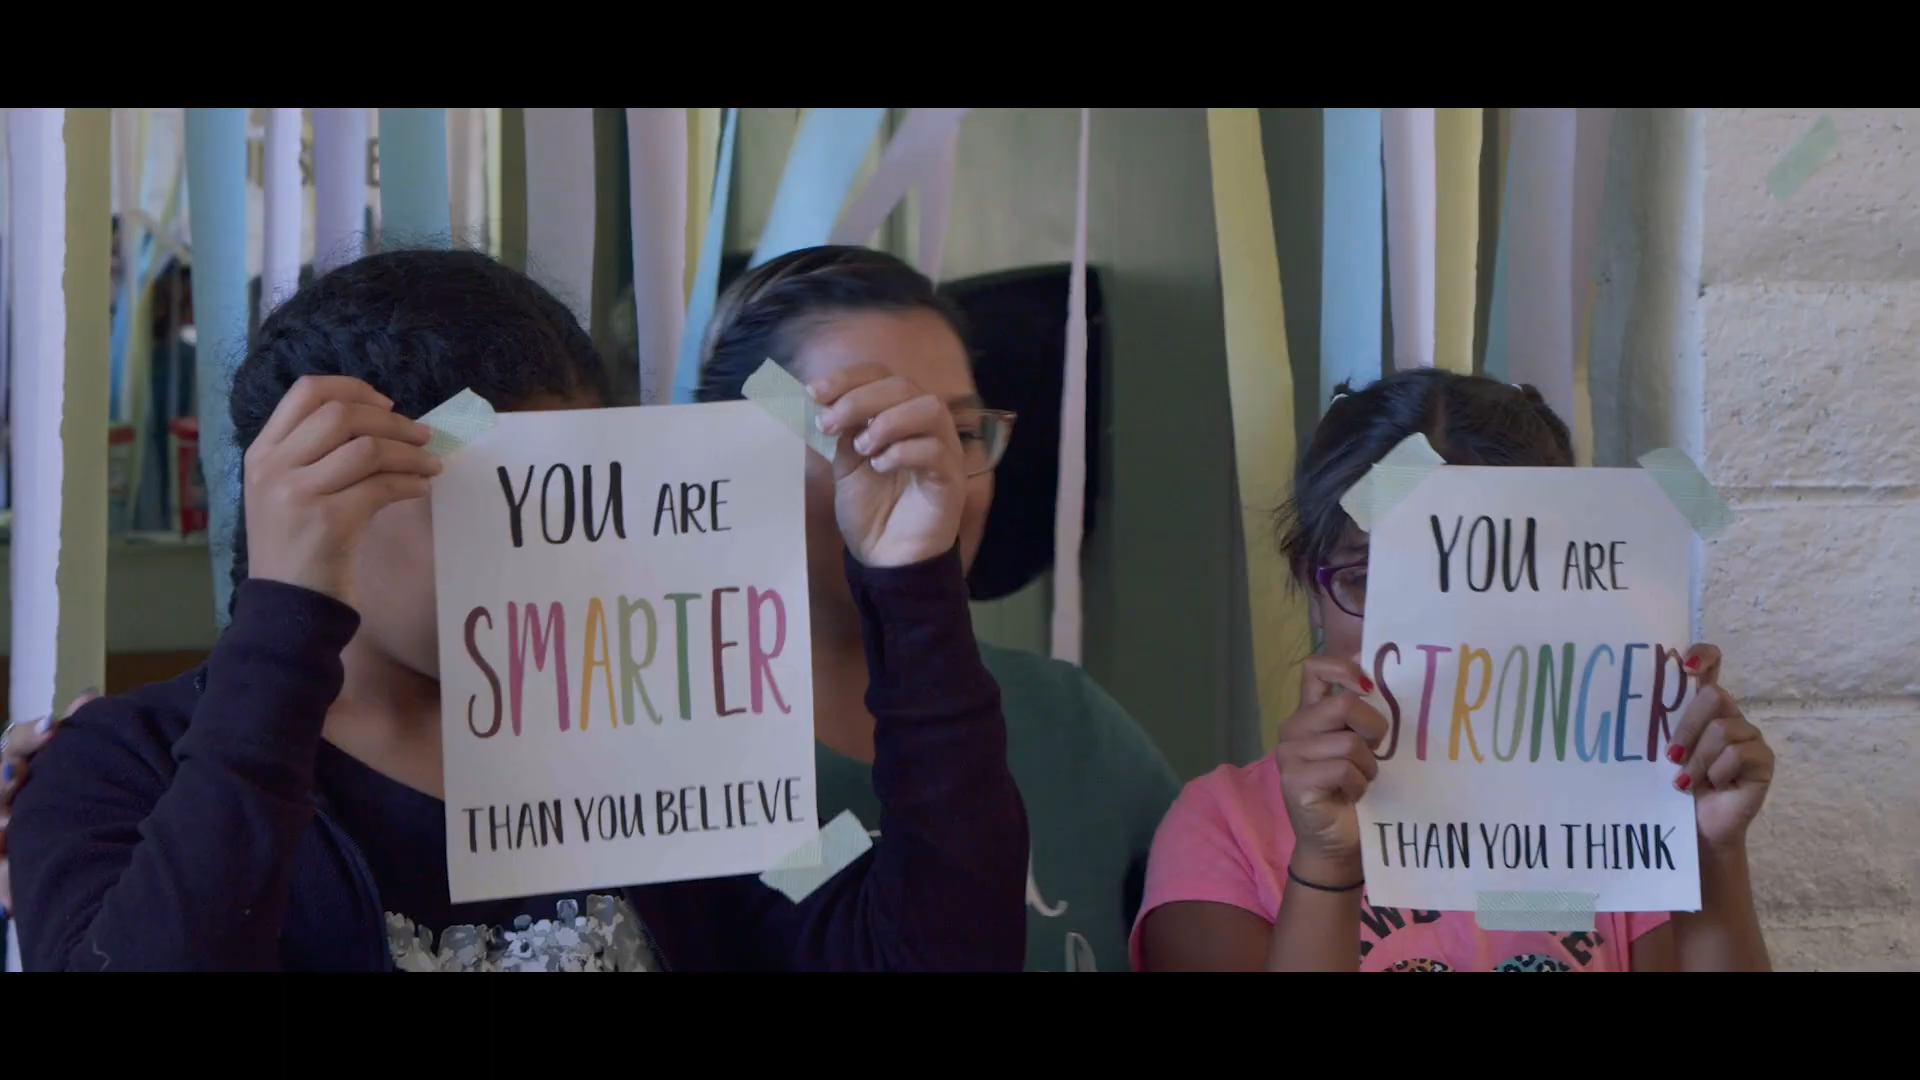 YOU ARE
SMARTER
THAN YOU BELIEVE
YOU ARE
STRONGER
THAN YOU THINK